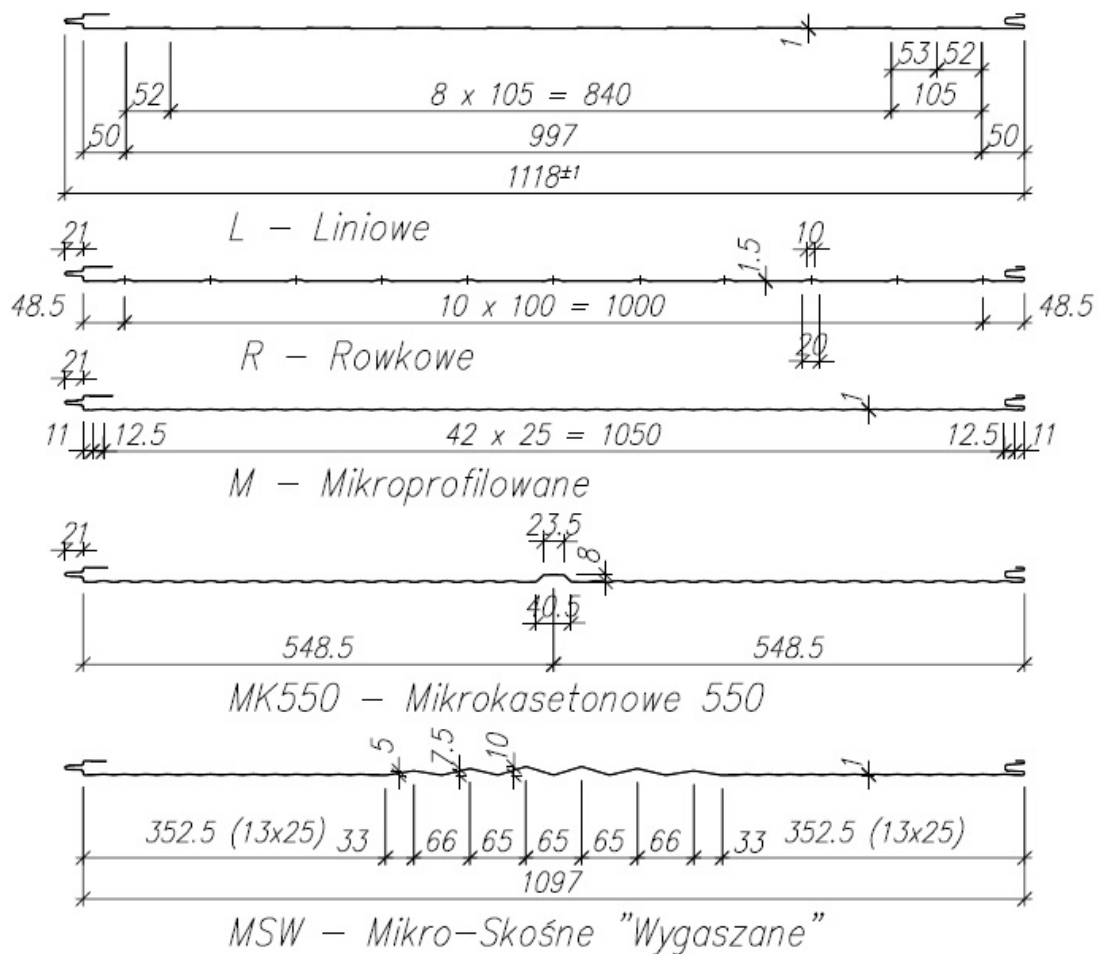 1
53 52
52 8 x 105 = 840 105
50 997 50
1118±1
L – Liniowe
21 10
1.5
48.5 10 x 100 = 1000 48.5
R – Rowkowe 20
21
1
11 12.5 42 x 25 = 1050 12.5 11
M – Mikroprofilowane
21 23.5 8
40.5
548.5 548.5
MK550 – Mikrokasetonowe 550
5 7.5 10 1
352.5 (13x25) 33 66 65 65 65 66 33 352.5 (13x25)
1097
MSW – Mikro–Skośne "Wygaszane"